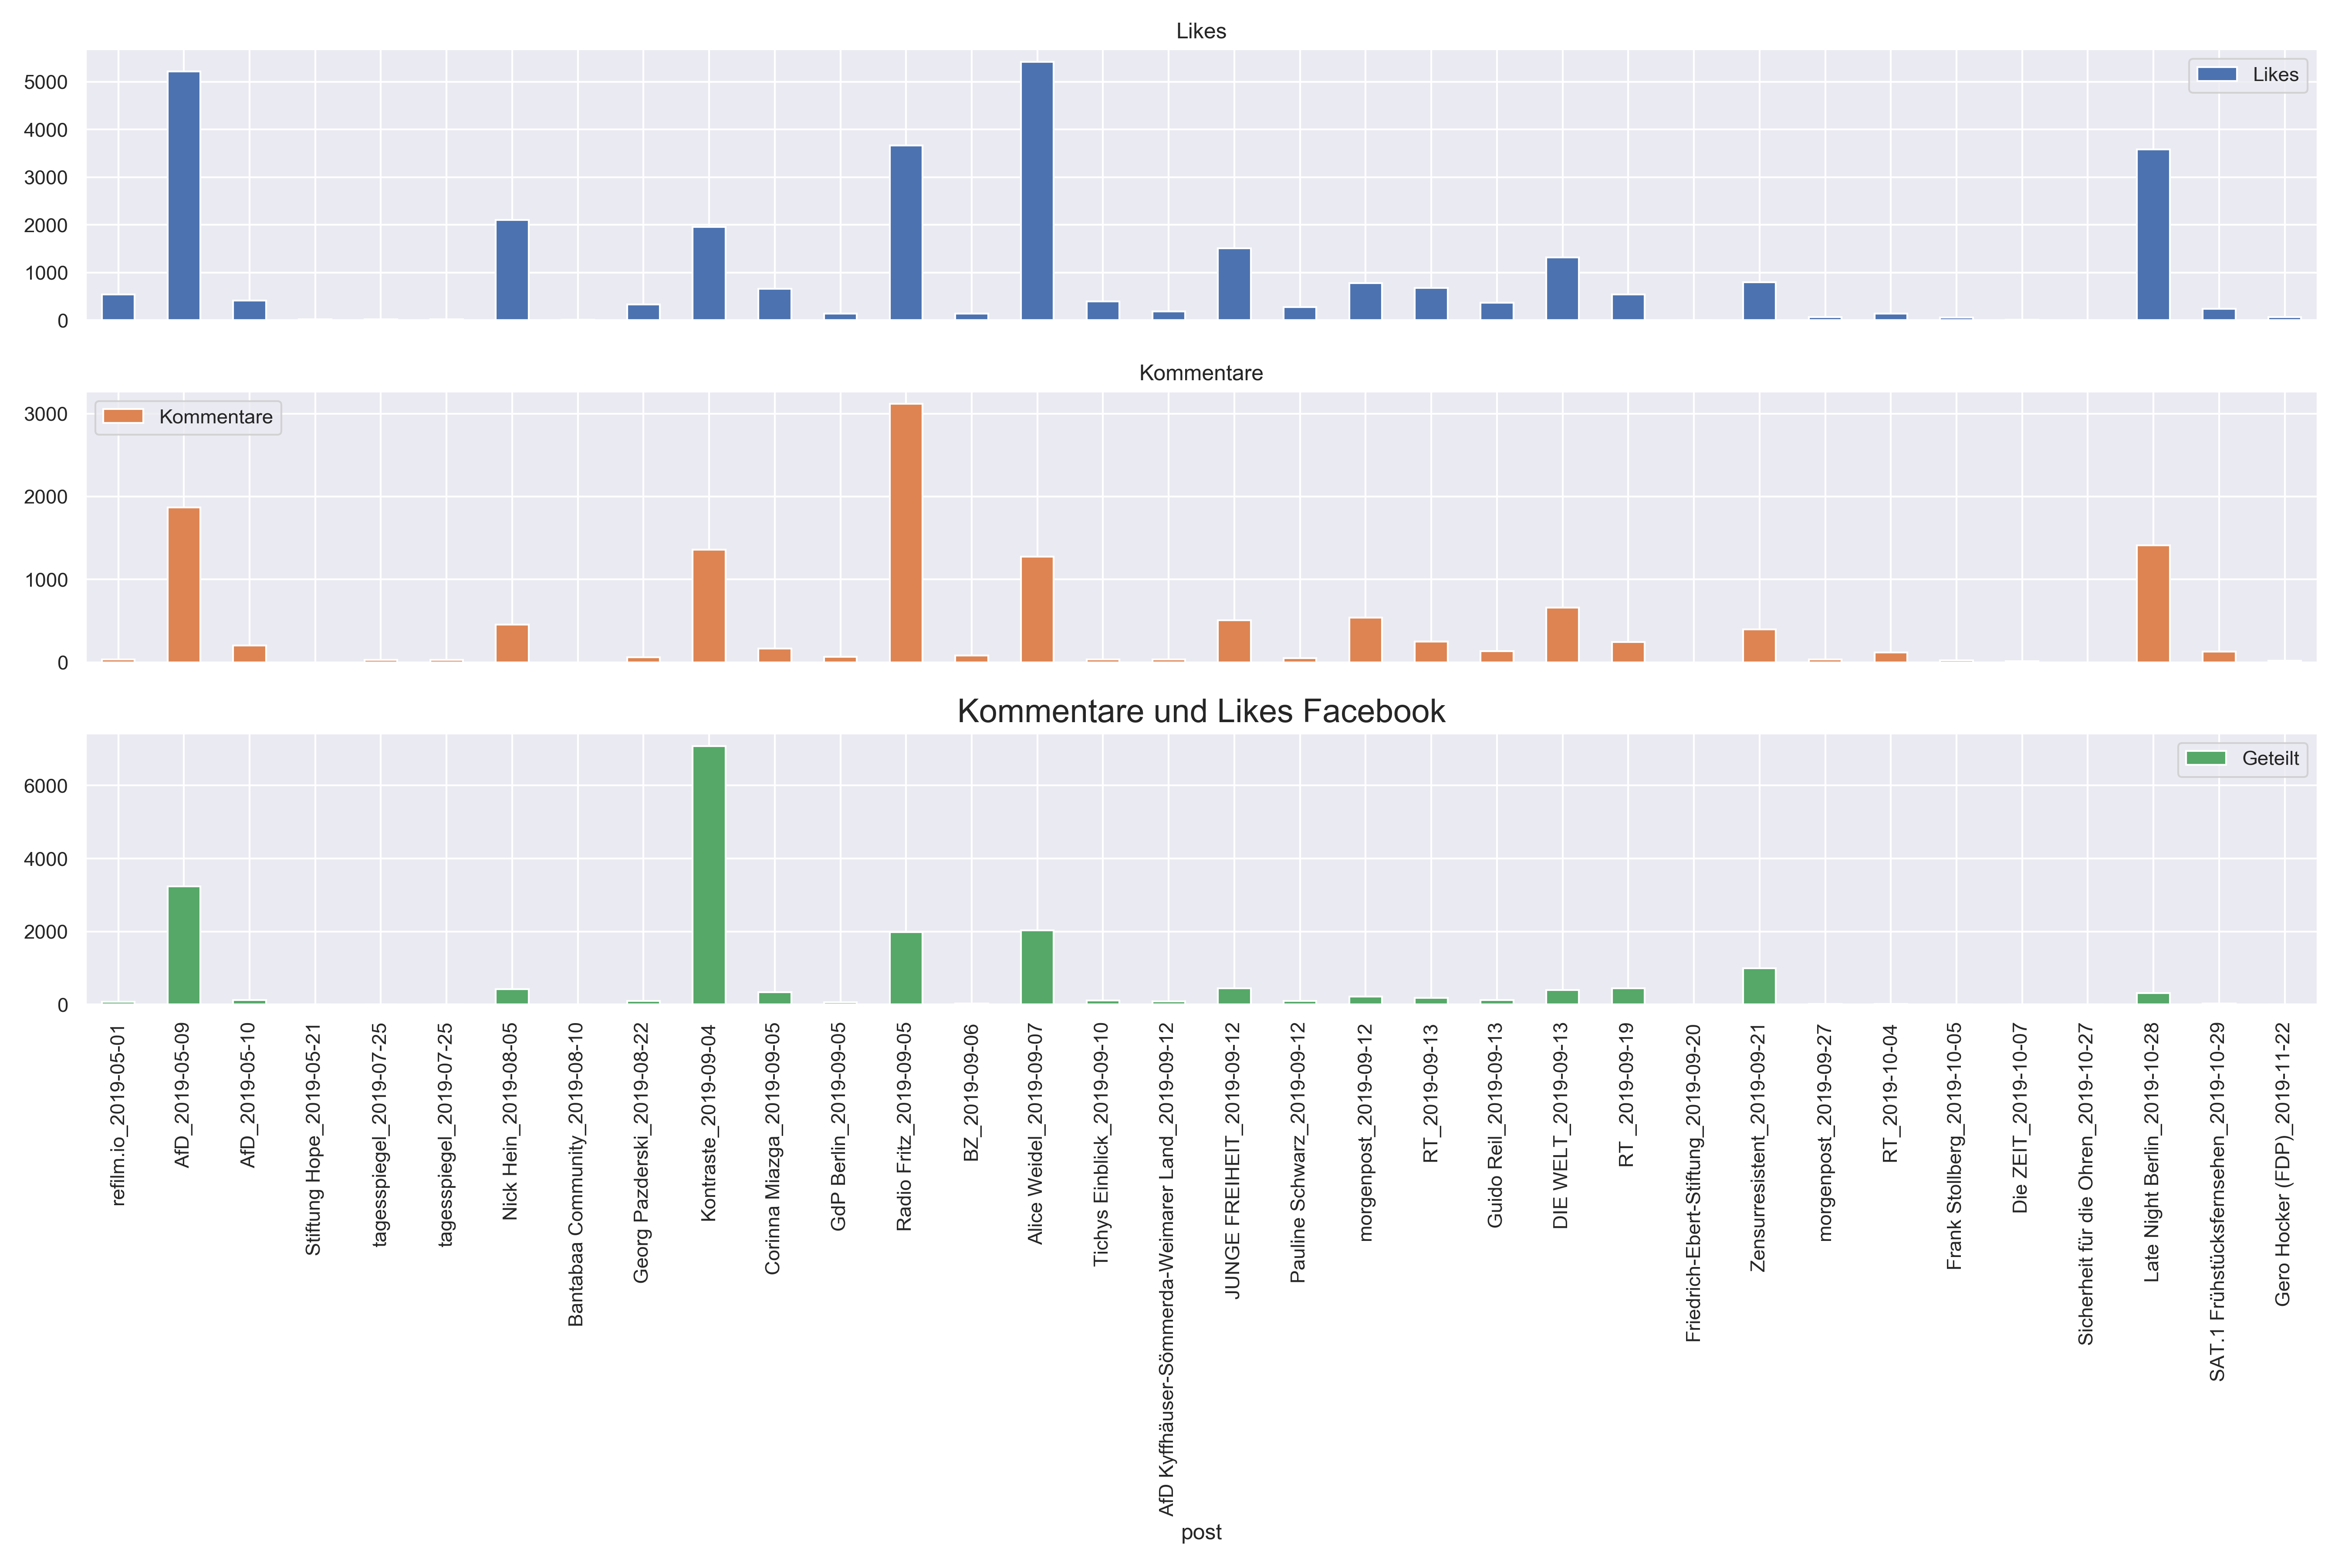 Likes
Likes
5000
4000
3000
2000
1000
0
Kommentare
Kommentare
3000
2000
1000
0
Kommentare und Likes Facebook
Geteilt
6000
4000
2000
0
refilm.io_2019-05-01
AfD_2019-05-09
AfD_2019-05-10
Stiftung Hope_2019-05-21
tagesspiegel_2019-07-25
tagesspiegel_2019-07-25
Nick Hein_2019-08-05
Bantabaa Community_2019-08-10
Georg Pazderski_2019-08-22
Kontraste_2019-09-04
Corinna Miazga_2019-09-05
GdP Berlin_2019-09-05
Radio Fritz_2019-09-05
BZ_2019-09-06
Alice Weidel_2019-09-07
Tichys Einblick_2019-09-10
AfD Kyffhäuser-Sömmerda-Weimarer Land_2019-09-12
JUNGE FREIHEIT_2019-09-12
Pauline Schwarz_2019-09-12
morgenpost_2019-09-12
RT_2019-09-13
Guido Reil_2019-09-13
DIE WELT_2019-09-13
RT _2019-09-19
Friedrich-Ebert-Stiftung_2019-09-20
Zensurresistent_2019-09-21
morgenpost_2019-09-27
RT_2019-10-04
Frank Stollberg_2019-10-05
Die ZEIT_2019-10-07
Sicherheit für die Ohren_2019-10-27
Late Night Berlin_2019-10-28
SAT.1 Frühstücksfernsehen_2019-10-29
Gero Hocker (FDP)_2019-11-22
post